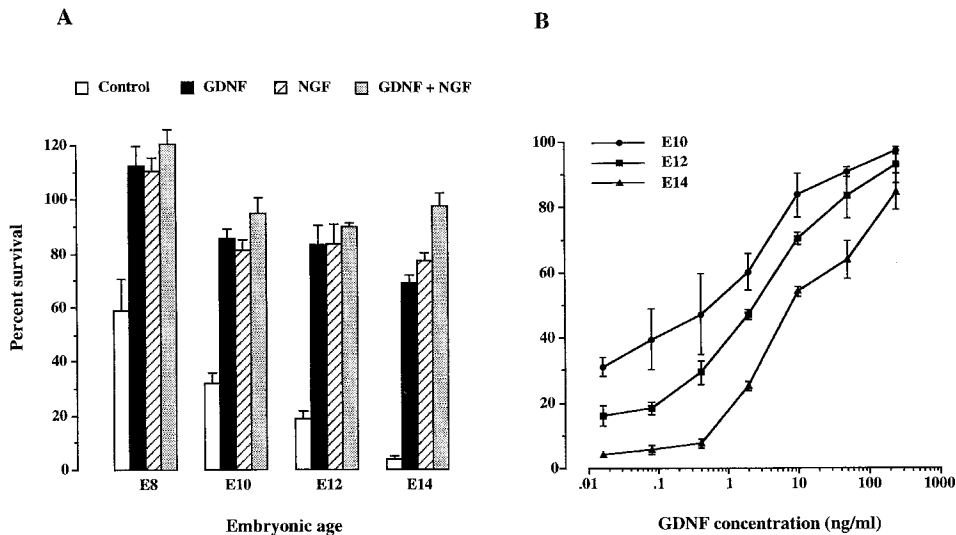 A
Control
GDNF
NGF
GDNF + NGF
Percent survival
120
100
80
60
40
20
0
E8
E10
E12
E14
Embryonic age
B
E10
E12
E14
100
80
60
40
20
0
.01
.1
1
10
100
1000
GDNF concentration (ng/ml)